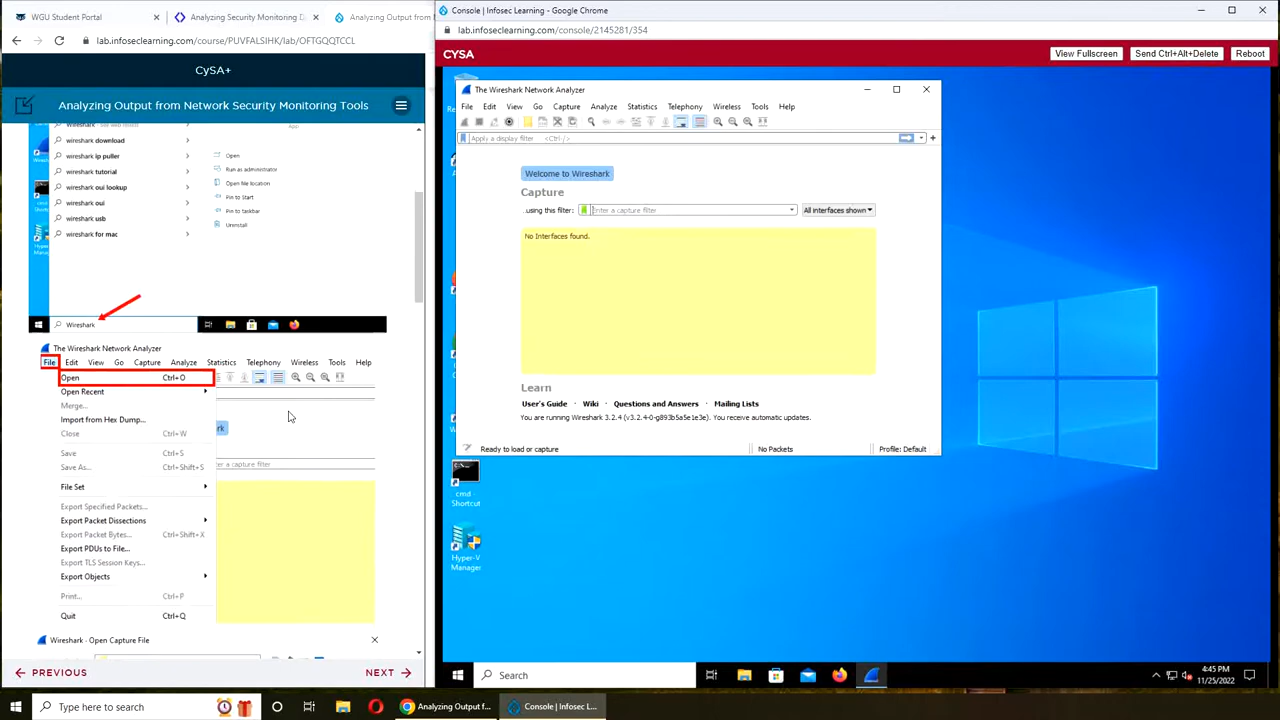 WGU Student Portal
Analyzing Security Monitoring
Analyzing Output from
lab.infoseclearning.com/course/PUVFALSIHK/lab/OFTGQQTCCL
CySA+
Analyzing Output from Network Security Monitoring Tools
wireshark download
wireshark ip puller
wireshark tutorial
wireshark oui lookup
wireshark oui
wireshark usb
wireshark for mac
App
Open
Run as administrator
Open file location
Pin to Start
Pin to taskbar
Uninstall
Hyper-V
Wireshark
The Wireshark Network Analyzer
File Edit View Go Capture Analyze Statistics Telephony Wireless Tools Help
Open Ctrl+O
Open Recent
Merge...
Import from Hex Dump...
Close Ctrl+W
Save Ctrl+S
Save As... Ctrl+Shift+S
File Set
Export Specified Packets...
Export Packet Dissections
Export Packet Bytes... Ctrl+Shift+X
Export PDUs to File...
Export TLS Session Keys...
Export Objects
Print... Ctrl+P
Quit Ctrl+Q
a capture filter
Wireshark · Open Capture File
PREVIOUS
NEXT
Console | Infosec Learning - Google Chrome
lab.infoseclearning.com/console/2145281/354
CYSA
View Fullscreen
Send Ctrl+Alt+Delete
Reboot
The Wireshark Network Analyzer
File Edit View Go Capture Analyze Statistics Telephony Wireless Tools Help
Apply a display filter ... <Ctrl-/>
Welcome to Wireshark
Capture
...using this filter: Enter a capture filter ...
All interfaces shown
No Interfaces found.
Learn
User's Guide · Wiki · Questions and Answers · Mailing Lists
You are running Wireshark 3.2.4 (v3.2.4-0-g893b5a5e1e3e). You receive automatic updates.
Ready to load or capture
No Packets
Profile: Default
cmd - Shortcut
Hyper-V
Manager
Search
4:45 PM
11/25/2022
Type here to search
Analyzing Output f...
Console | Infosec L...